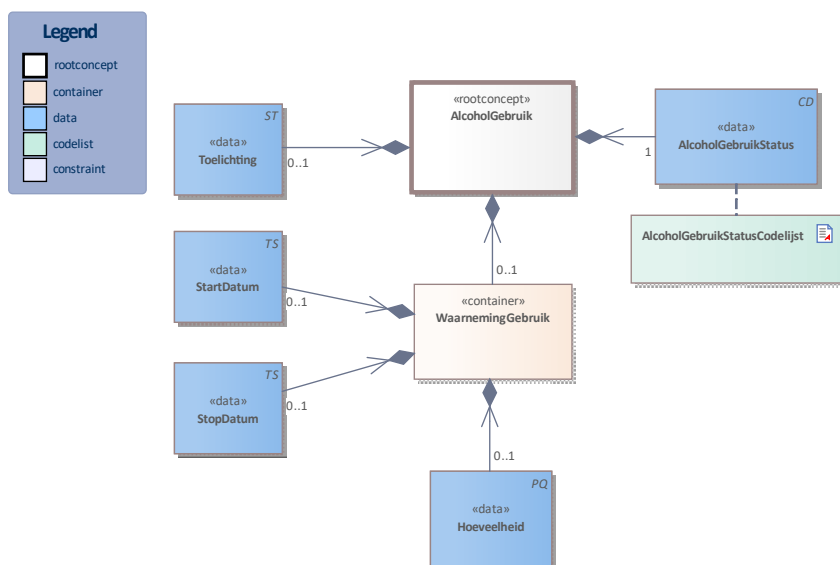 Legend
rootconcept
container
data
codelist
constraint
ST
«data»
Toelichting
0..1
«rootconcept»
AlcoholGebruik
CD
«data»
AlcoholGebruikStatus
1
AlcoholGebruikStatusCodelijst
TS
«data»
StartDatum
0..1
0..1
«container»
WaarnemingGebruik
TS
«data»
StopDatum
0..1
0..1
PQ
«data»
Hoeveelheid